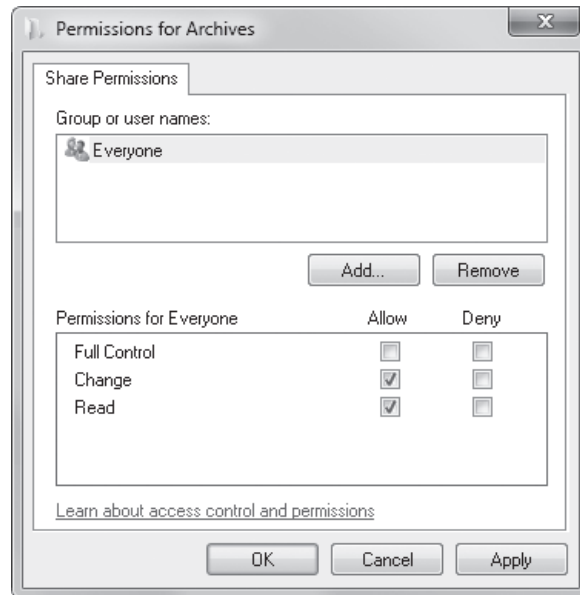 Permissions for Archives
Share Permissions
Group or user names:
Everyone
Add... Remove
Permissions for Everyone Allow Deny
Full Control
Change
Read
Learn about access control and permissions
OK Cancel Apply